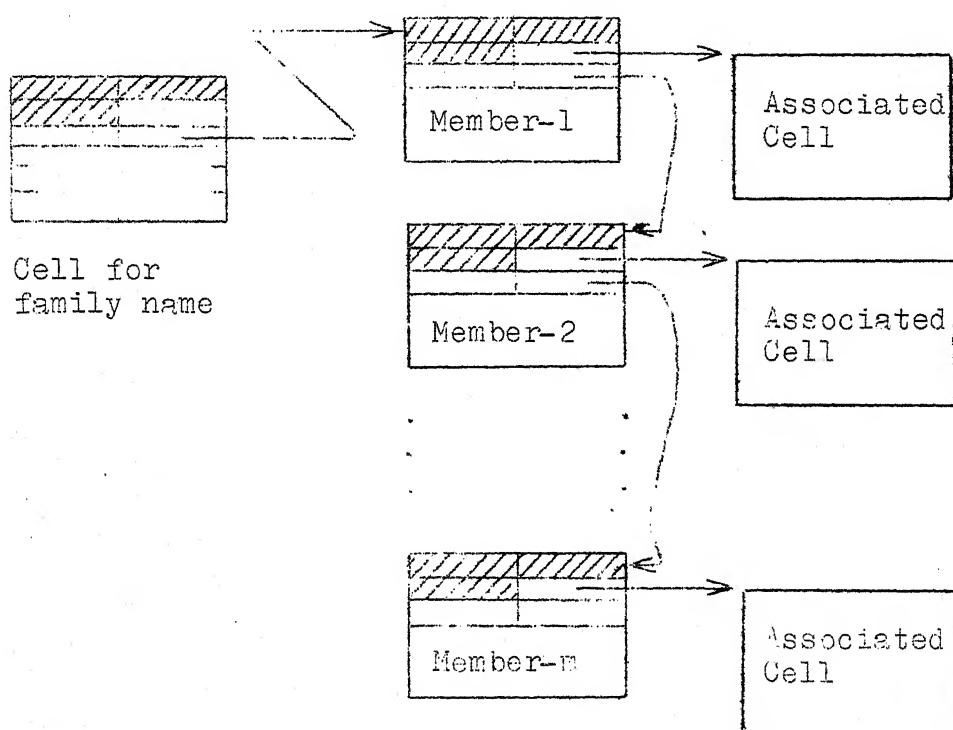 Member-1
Associated
Cell
Cell for
family name
Member-2
Associated
Cell
Member-m
Associated
Cell